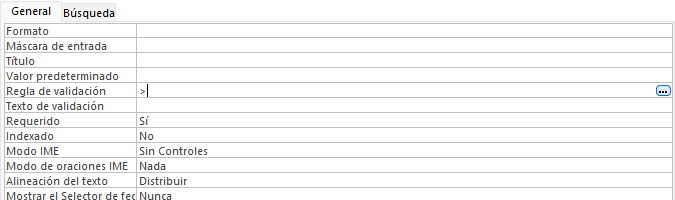 General Búsqueda
Formato
Máscara de entrada
Título
Valor predeterminado
Regla de validación >
Texto de validación
Requerido Sí
Indexado No
Modo IME Sin Controles
Modo de oraciones IME Nada
Alineación del texto Distribuir
Mostrar el Selector de fec Nunca